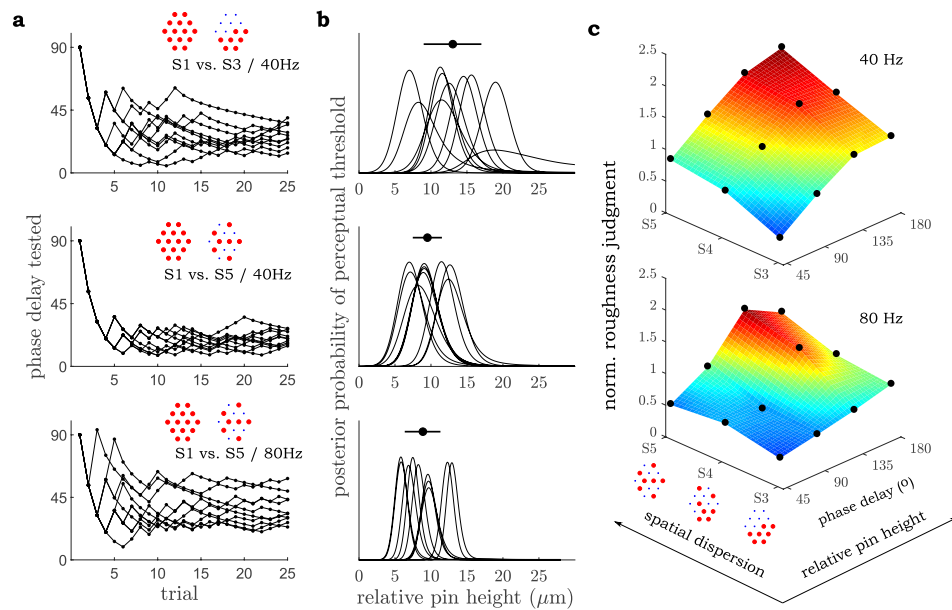 a
S1 vs. S3 / 40Hz
90
45
0
5 10 15 20 25
S1 vs. S5 / 40Hz
90
45
0
5 10 15 20 25
S1 vs. S5 / 80Hz
90
45
0
5 10 15 20 25
phase delay tested
trial
b
0 5 10 15 20 25
0 5 10 15 20 25
0 5 10 15 20 25
posterior probability of perceptual threshold
relative pin height (μm)
c
40 Hz
2.5
2
1.5
1
0.5
0
S5
S4
S3
45
90
135
180
80 Hz
2.5
2
1.5
1
0.5
0
S5
S4
S3
45
90
135
180
norm. roughness judgment
phase delay (º)
spatial dispersion
relative pin height